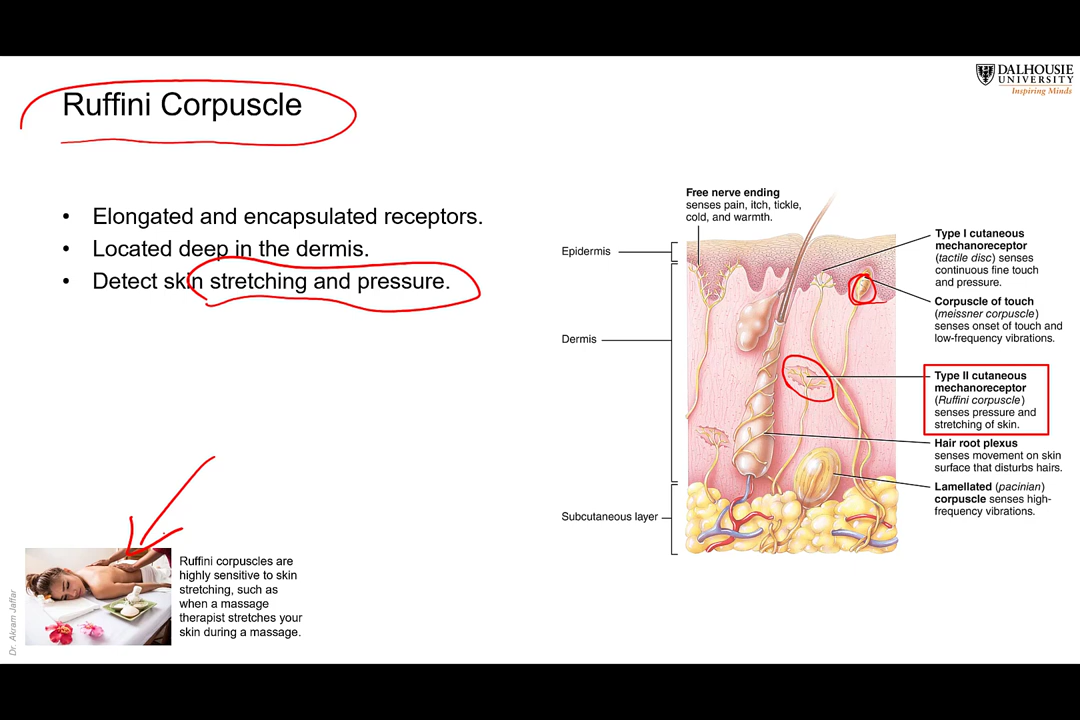 DALHOUSIE
UNIVERSITY
Inspiring Minds
Ruffini Corpuscle
• Elongated and encapsulated receptors.
• Located deep in the dermis.
• Detect skin stretching and pressure.
Free nerve ending
senses pain, itch, tickle,
cold, and warmth.
Epidermis
Dermis
Subcutaneous layer
Type I cutaneous
mechanoreceptor
(tactile disc) senses
continuous fine touch
and pressure.
Corpuscle of touch
(meissner corpuscle)
senses onset of touch and
low-frequency vibrations.
Type II cutaneous
mechanoreceptor
(Ruffini corpuscle)
senses pressure and
stretching of skin.
Hair root plexus
senses movement on skin
surface that disturbs hairs.
Lamellated (pacinian)
corpuscle senses high-
frequency vibrations.
Ruffini corpuscles are
highly sensitive to skin
stretching, such as
when a massage
therapist stretches your
skin during a massage.
Dr. Akram Jaffar